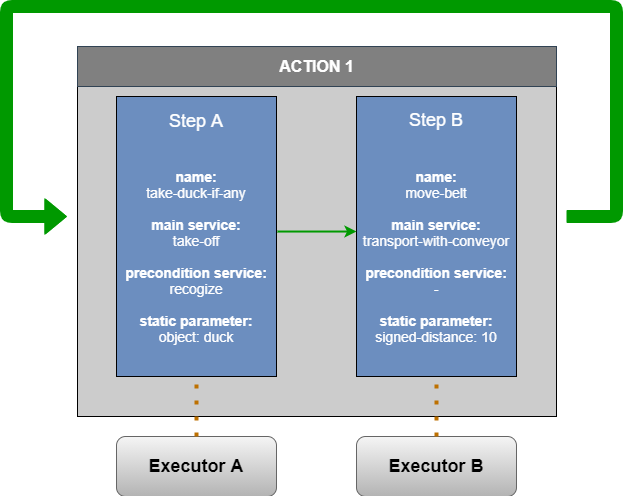 ACTION 1
Step A
name:
take-duck-if-any
main service:
take-off
precondition service:
recogize
static parameter:
object: duck
Step B
name:
move-belt
main service:
transport-with-conveyor
precondition service:
-
static parameter:
signed-distance: 10
Executor A
Executor B